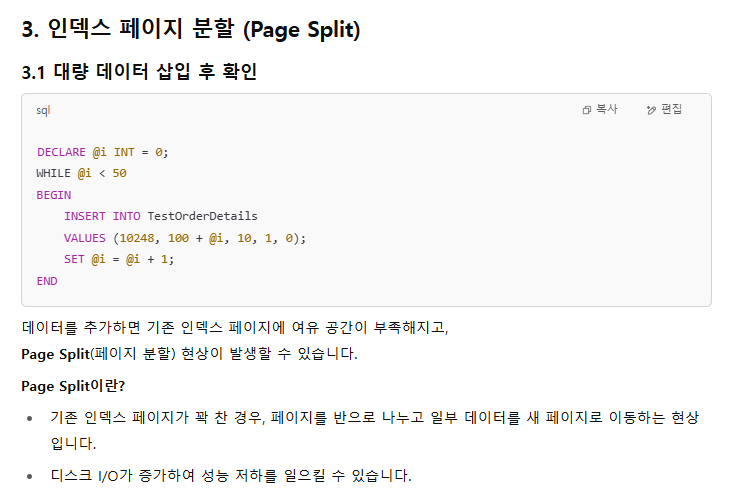 3. 인덱스 페이지 분할 (Page Split)
3.1 대량 데이터 삽입 후 확인
sql
복사
편집
DECLARE @i INT = 0;
WHILE @i < 50
BEGIN
    INSERT INTO TestOrderDetails
    VALUES (10248, 100 + @i, 10, 1, 0);
    SET @i = @i + 1;
END
데이터를 추가하면 기존 인덱스 페이지에 여유 공간이 부족해지고,
Page Split(페이지 분할) 현상이 발생할 수 있습니다.
Page Split이란?
• 기존 인덱스 페이지가 꽉 찬 경우, 페이지를 반으로 나누고 일부 데이터를 새 페이지로 이동하는 현상
입니다.
• 디스크 I/O가 증가하여 성능 저하를 일으킬 수 있습니다.